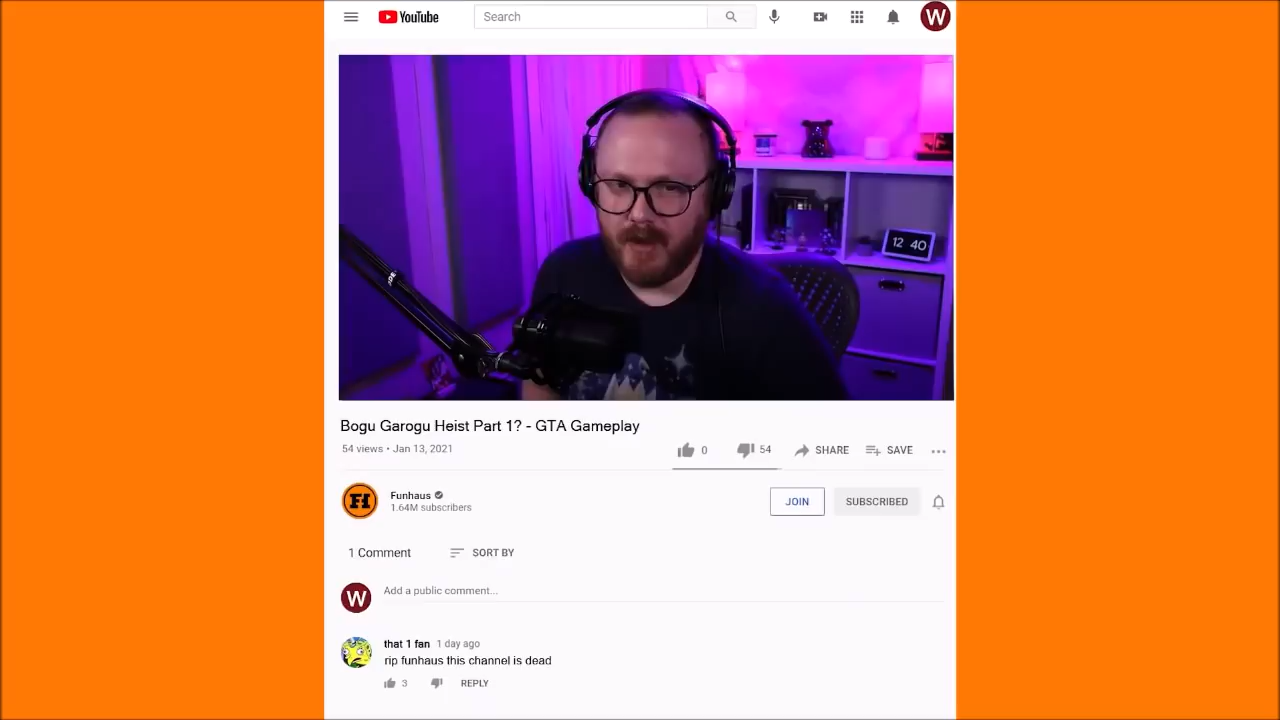 YouTube
Search
W
12 40
Bogu Garogu Heist Part 1? - GTA Gameplay
54 views • Jan 13, 2021
0
54
SHARE
SAVE
FH
Funhaus
1.64M subscribers
JOIN
SUBSCRIBED
1 Comment
SORT BY
W
Add a public comment...
that 1 fan 1 day ago
rip funhaus this channel is dead
3
REPLY